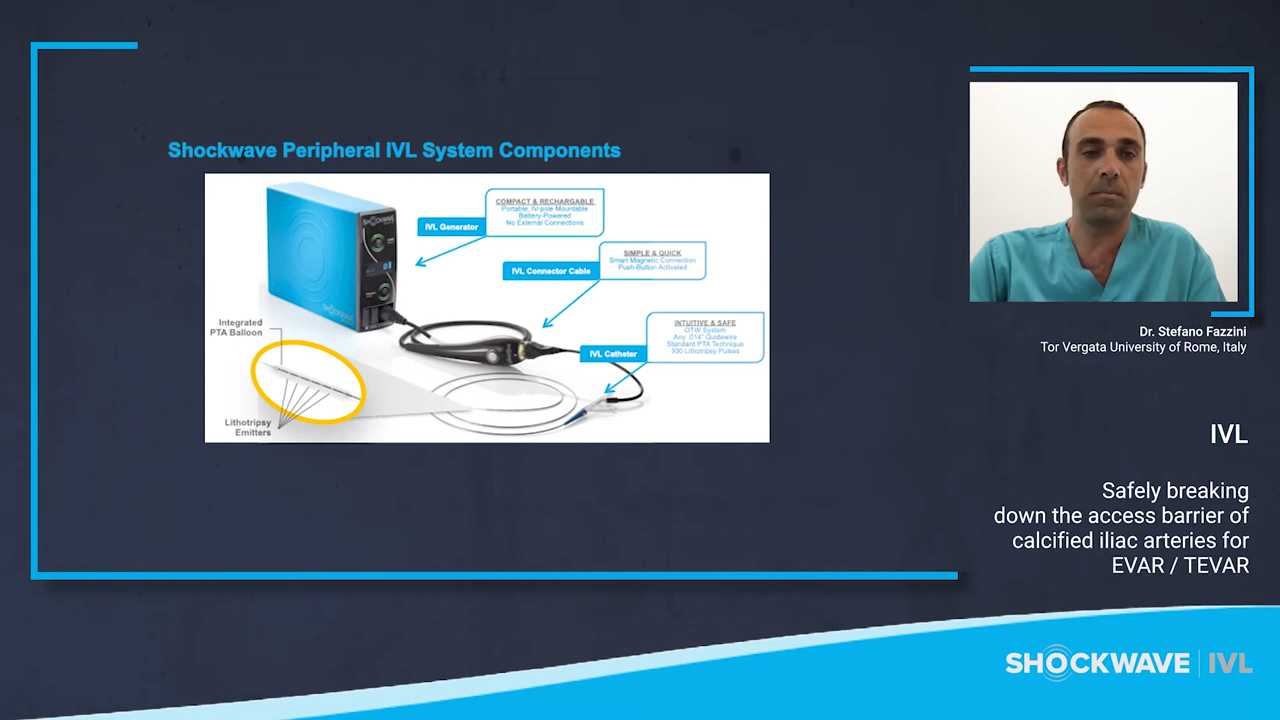 Shockwave Peripheral IVL System Components
COMPACT & RECHARGABLE
Portable, IV-pole Mountable
Battery-Powered
No External Connections
IVL Generator
SIMPLE & QUICK
Smart Magnetic Connection
Push-Button Activated
IVL Connector Cable
INTUITIVE & SAFE
OTW System
Any .014" Guidewire
Standard PTA Technique
300 Lithotripsy Pulsas
IVL Catheter
Integrated
PTA Balloon
Lithotripsy
Emitters
SHOCKWAVE
SHOCKWAVE
Dr. Stefano Fazzini
Tor Vergata University of Rome, Italy
IVL
Safely breaking
down the access barrier of
calcified iliac arteries for
EVAR / TEVAR
SHOCKWAVE | IVL